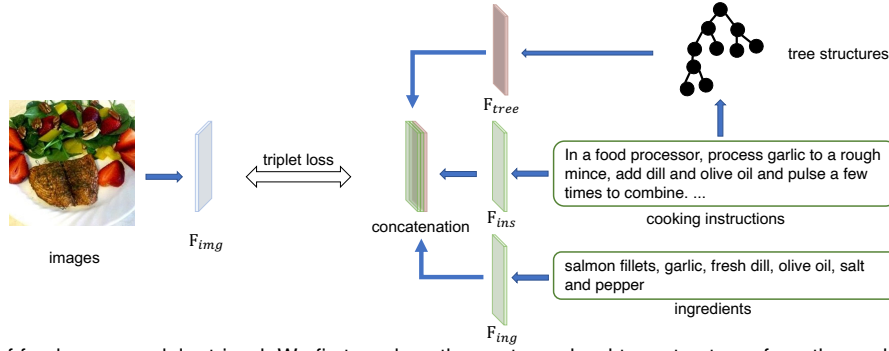 tree structures
F_tree
In a food processor, process garlic to a rough
mince, add dill and olive oil and pulse a few
times to combine. ...
cooking instructions
triplet loss
F_img
images
concatenation
F_ins
salmon fillets, garlic, fresh dill, olive oil, salt
and pepper
ingredients
F_ing